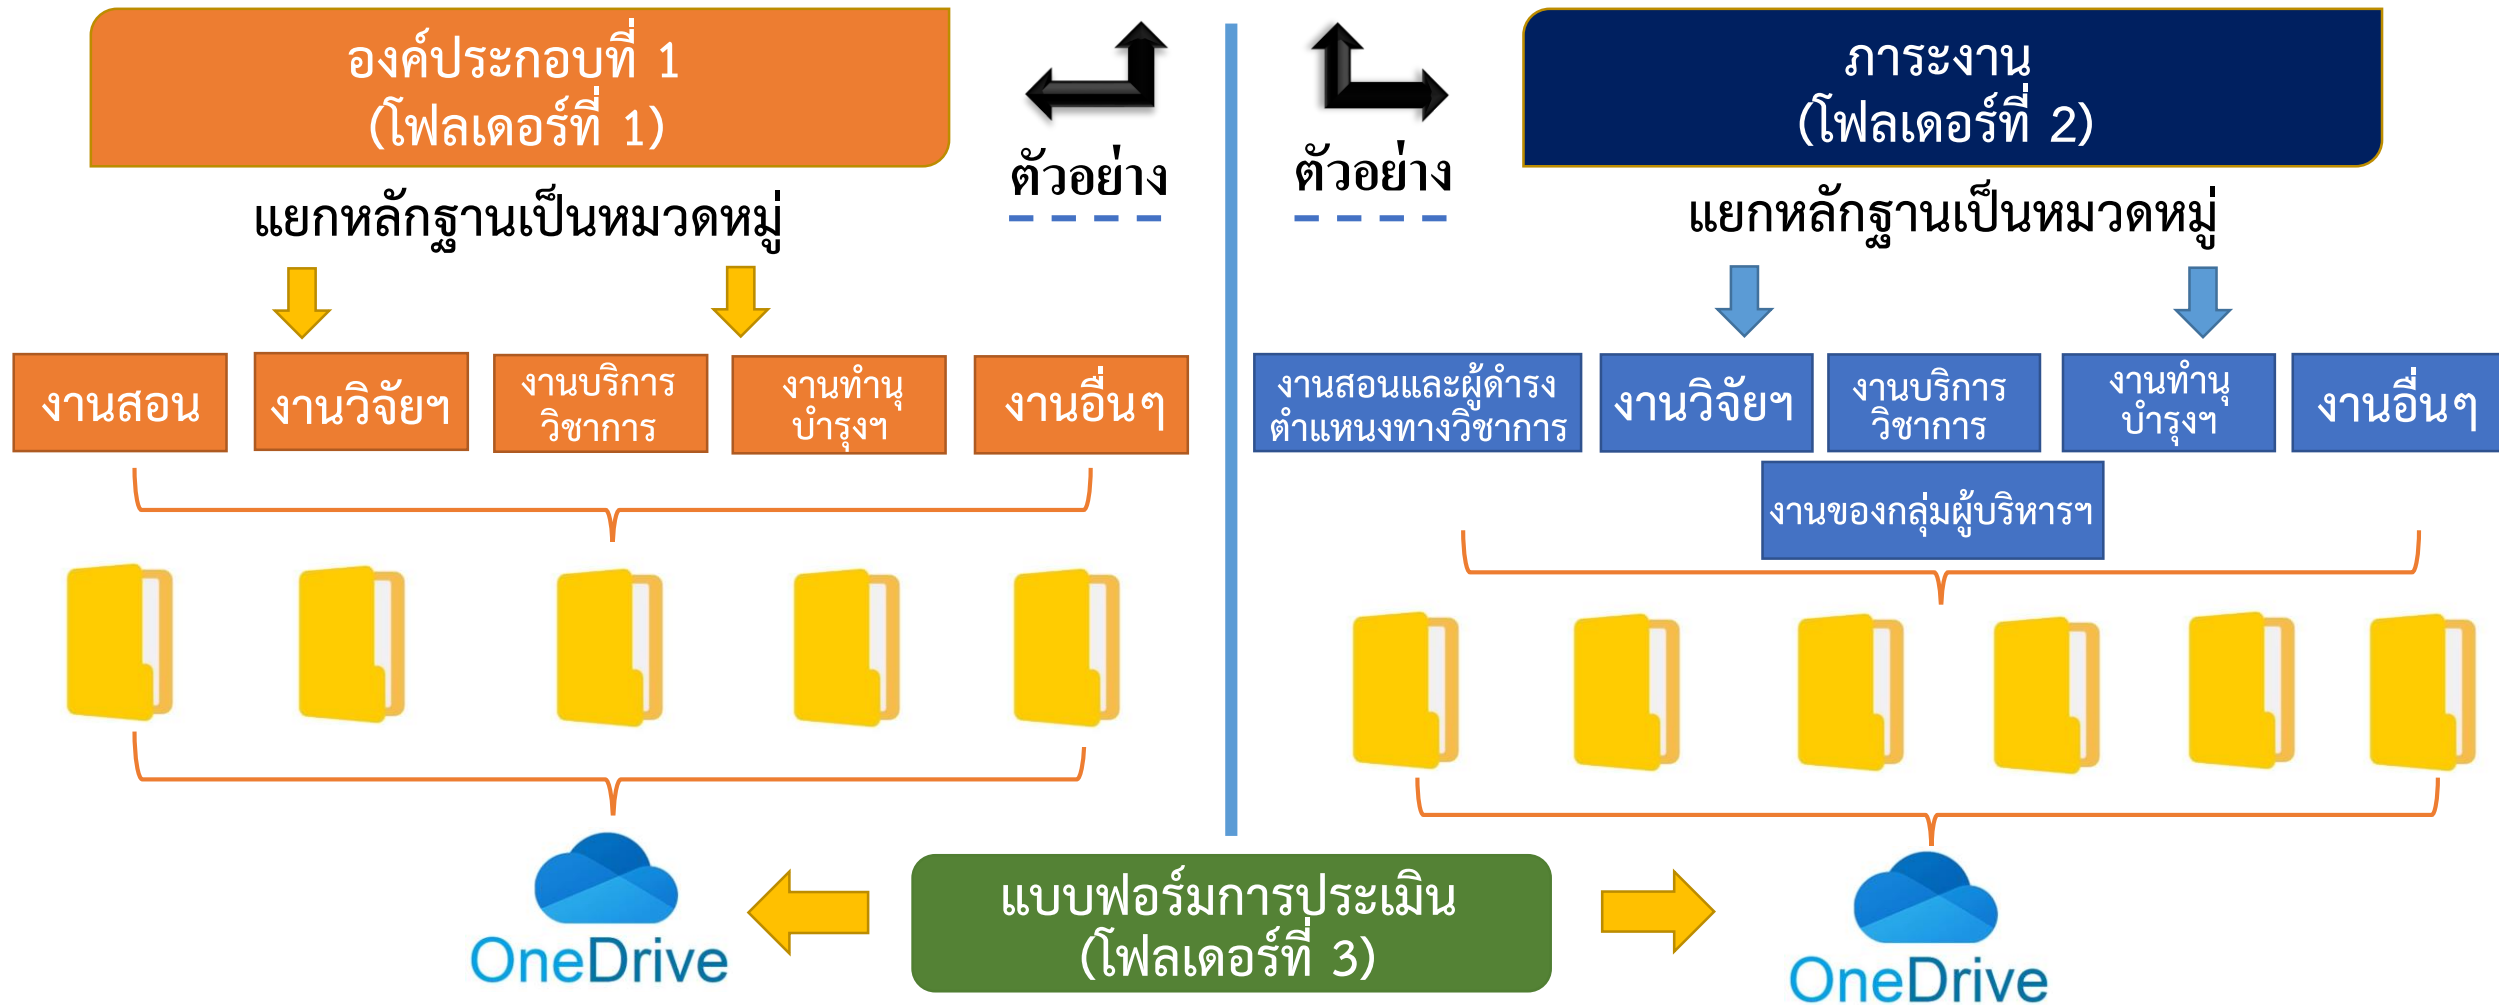 องค์ประกอบที่ 1
(โฟลเดอร์ที่ 1)
แยกหลักฐานเป็นหมวดหมู่
ตัวอย่าง
งานสอน
งานวิจัยฯ
งานบริการ
วิชาการ
งานทำนุ
บำรุงฯ
งานอื่นๆ
OneDrive
ตัวอย่าง
ภาระงาน
(โฟลเดอร์ที่ 2)
แยกหลักฐานเป็นหมวดหมู่
งานสอนและผู้ดำรง
ตำแหน่งทางวิชาการ
งานวิจัยฯ
งานบริการ
วิชาการ
งานทำนุ
บำรุงฯ
งานอื่นๆ
งานของกลุ่มผู้บริหารฯ
แบบฟอร์มการประเมิน
(โฟลเดอร์ที่ 3)
OneDrive